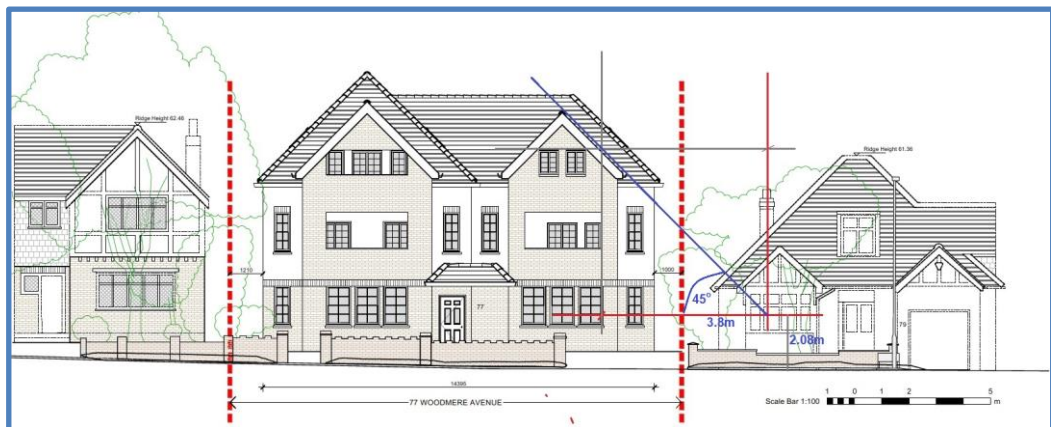 Ridge Height 62.48
Ridge Height 61.36
1210
1000
45°
77
3.8m
2.08m
79
14395
77 WOODMERE AVENUE
Scale Bar 1:100
1 0 1 2 5 m